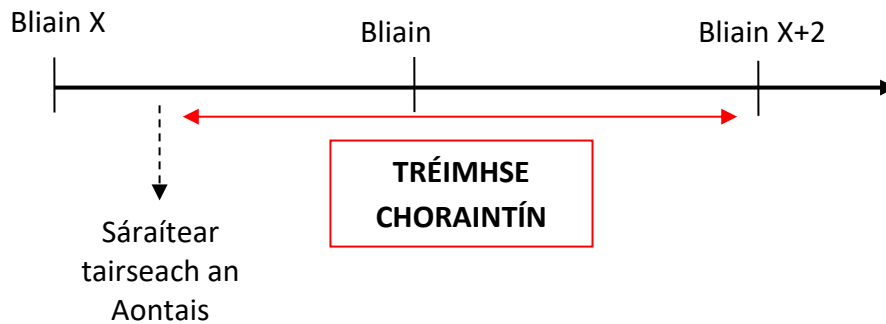 Bliain X
Bliain
Bliain X+2
TRÉIMHSE
CHORAINTÍN
Sáraítear
tairseach an
Aontais